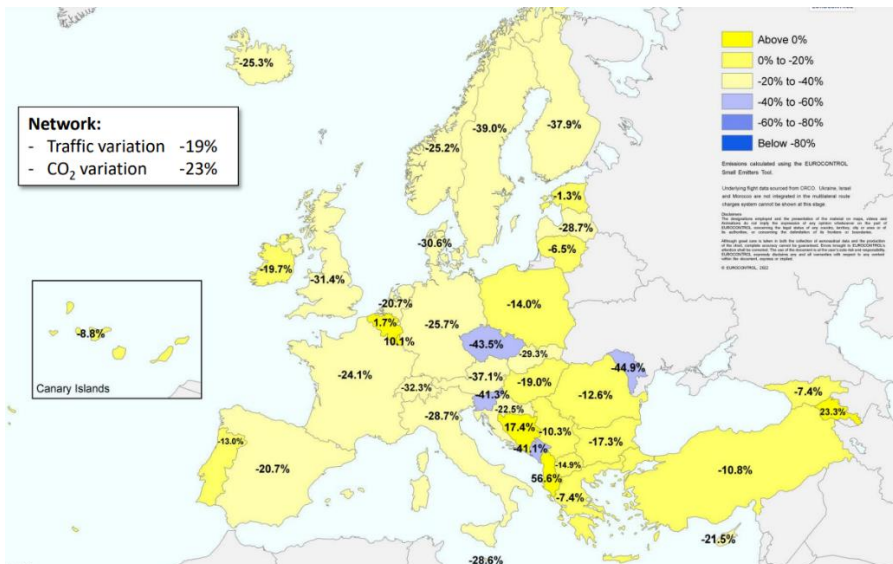 Above 0%
0% to -20%
-20% to -40%
-40% to -60%
-60% to -80%
Below -80%
Emissions calculated using the EUROCONTROL
Small Emitters Tool.
Underlying flight data sourced from CRCO. Ukraine, Israel
and Morocco are not integrated in the multilateral route
charges system cannot be shown at this stage.
Disclaimer
© EUROCONTROL, 2022
Network:
- Traffic variation -19%
- CO₂ variation -23%
-25.3%
-25.2%
-39.0%
-37.9%
-1.3%
-28.7%
-6.5%
-30.6%
-19.7%
-31.4%
-20.7%
-14.0%
1.7%
-25.7%
10.1%
-43.5%
-29.3%
-44.9%
-8.8%
Canary Islands
-24.1%
-37.1%
-19.0%
-32.3%
-41.3%
-12.6%
-7.4%
-28.7%
-22.5%
23.3%
17.4%
-10.3%
-13.0%
-41.1%
-17.3%
-20.7%
-14.9%
-10.8%
56.6%
-7.4%
-21.5%
-28.6%